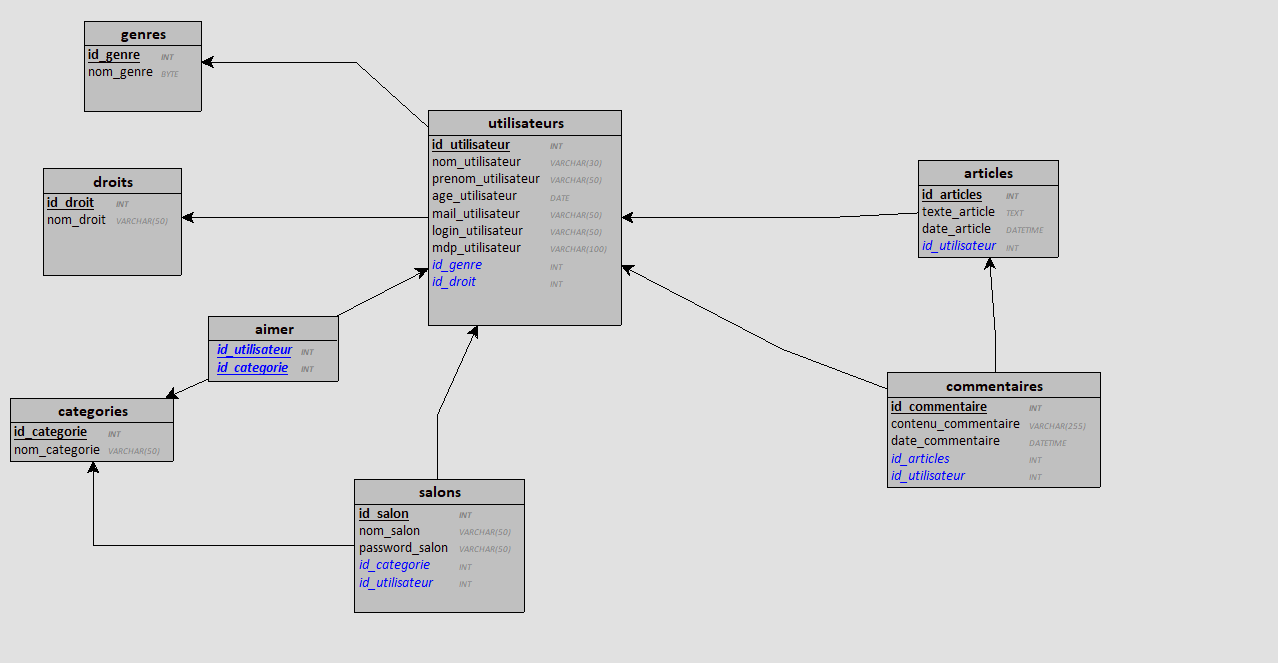 genres
id_genre INT
nom_genre BYTE
droits
id_droit INT
nom_droit VARCHAR(50)
utilisateurs
id_utilisateur INT
nom_utilisateur VARCHAR(30)
prenom_utilisateur VARCHAR(50)
age_utilisateur DATE
mail_utilisateur VARCHAR(50)
login_utilisateur VARCHAR(50)
mdp_utilisateur VARCHAR(100)
id_genre INT
id_droit INT
articles
id_articles INT
texte_article TEXT
date_article DATETIME
id_utilisateur INT
aimer
id_utilisateur INT
id_categorie INT
categories
id_categorie INT
nom_categorie VARCHAR(50)
commentaires
id_commentaire INT
contenu_commentaire VARCHAR(255)
date_commentaire DATETIME
id_articles INT
id_utilisateur INT
salons
id_salon INT
nom_salon VARCHAR(50)
password_salon VARCHAR(50)
id_categorie INT
id_utilisateur INT